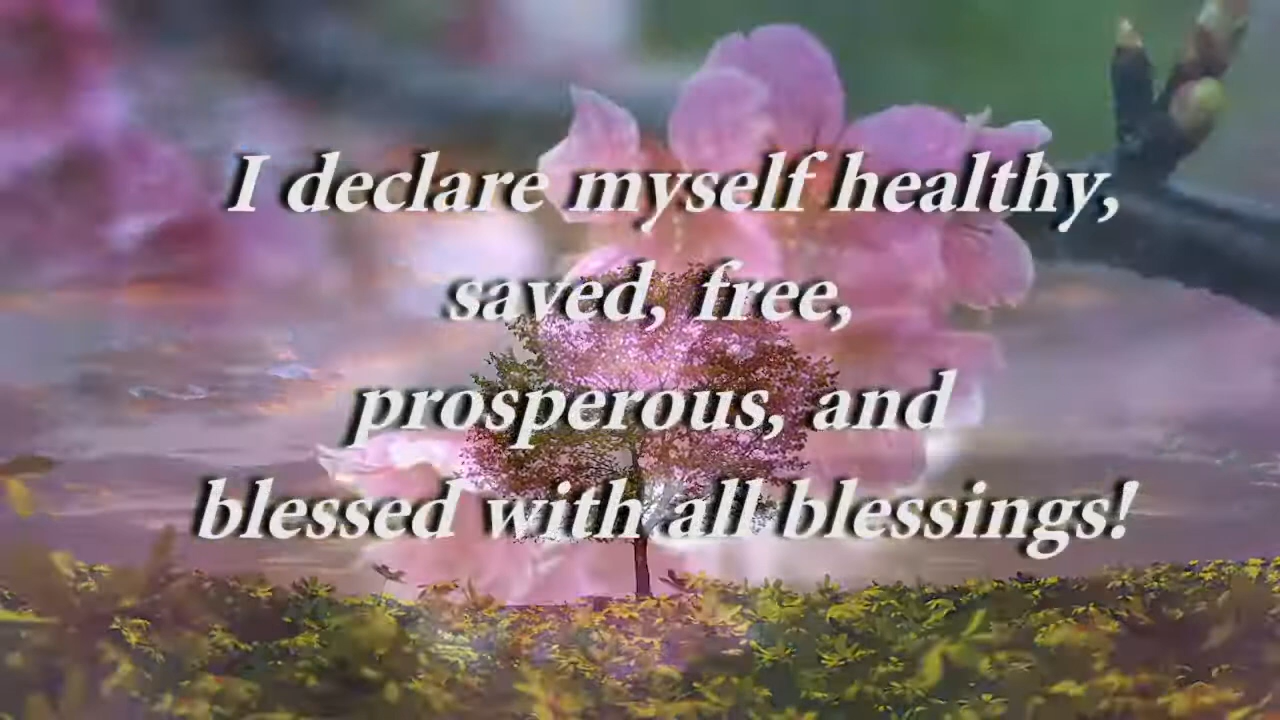 I declare myself healthy,
saved, free,
prosperous, and
blessed with all blessings!